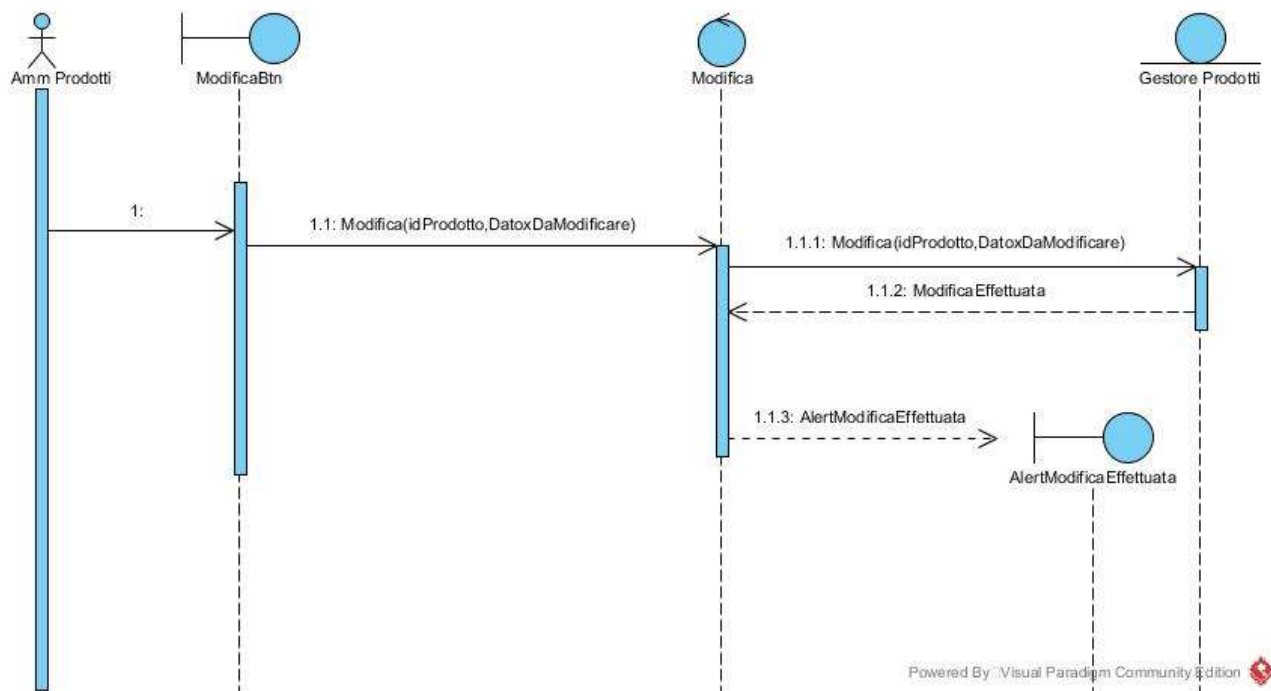 Amm Prodotti
ModificaBtn
Modifica
Gestore Prodotti
1:
1.1: Modifica(idProdotto,DatoxDaModificare)
1.1.1: Modifica(idProdotto,DatoxDaModificare)
1.1.2: ModificaEffettuata
1.1.3: AlertModificaEffettuata
AlertModificaEffettuata
Powered By Visual Paradigm Community Edition